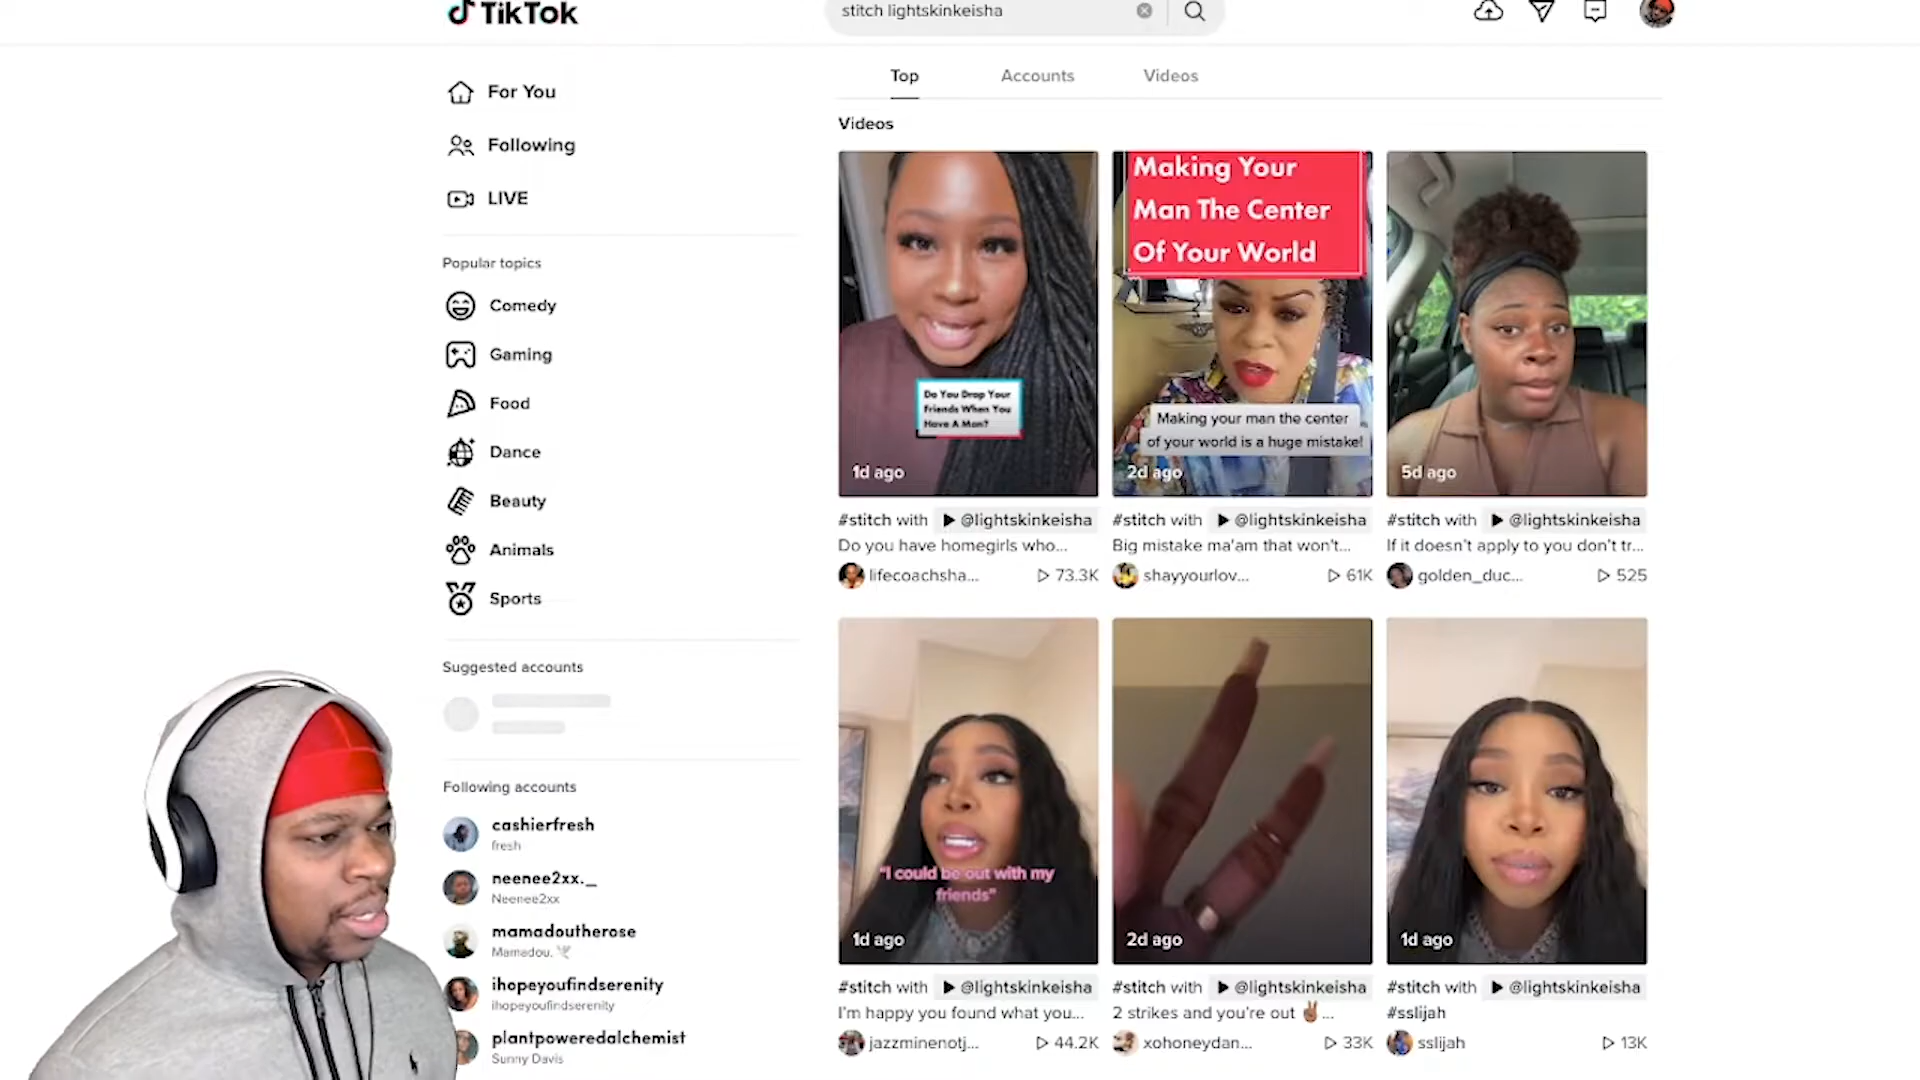 TikTok
stitch lightskinkeisha
For You
Following
LIVE
Popular topics
Comedy
Gaming
Food
Dance
Beauty
Animals
Sports
Suggested accounts
Following accounts
cashierfresh
fresh
neenee2xx._
Neenee2xx
mamadoutherose
Mamadou.
ihopeyoufindserenity
ihopeyoufindserenity
plantpoweredalchemist
Sunny Davis
Top Accounts Videos
Videos
Do You Drop Your
Friends When You
Have A Man?
1d ago
#stitch with @lightskinkeisha
Do you have homegirls who...
lifecoachsha... 73.3K
Making Your
Man The Center
Of Your World
Making your man the center
of your world is a huge mistake!
2d ago
#stitch with @lightskinkeisha
Big mistake ma'am that won't...
shayyourlov... 61K
5d ago
#stitch with @lightskinkeisha
If it doesn't apply to you don't tr...
golden_duc... 525
"I could be out with my
friends"
1d ago
#stitch with @lightskinkeisha
I'm happy you found what you...
jazzminenotj... 44.2K
2d ago
#stitch with @lightskinkeisha
2 strikes and you're out ✌🏾...
xohoneydan... 33K
1d ago
#stitch with @lightskinkeisha
#sslijah
sslijah 13K